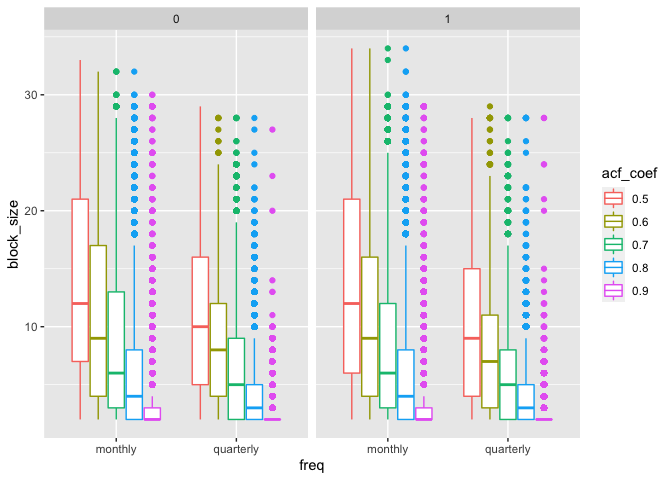 0
1
block_size
30
20
10
monthly
quarterly
monthly
quarterly
freq
acf_coef
0.5
0.6
0.7
0.8
0.9